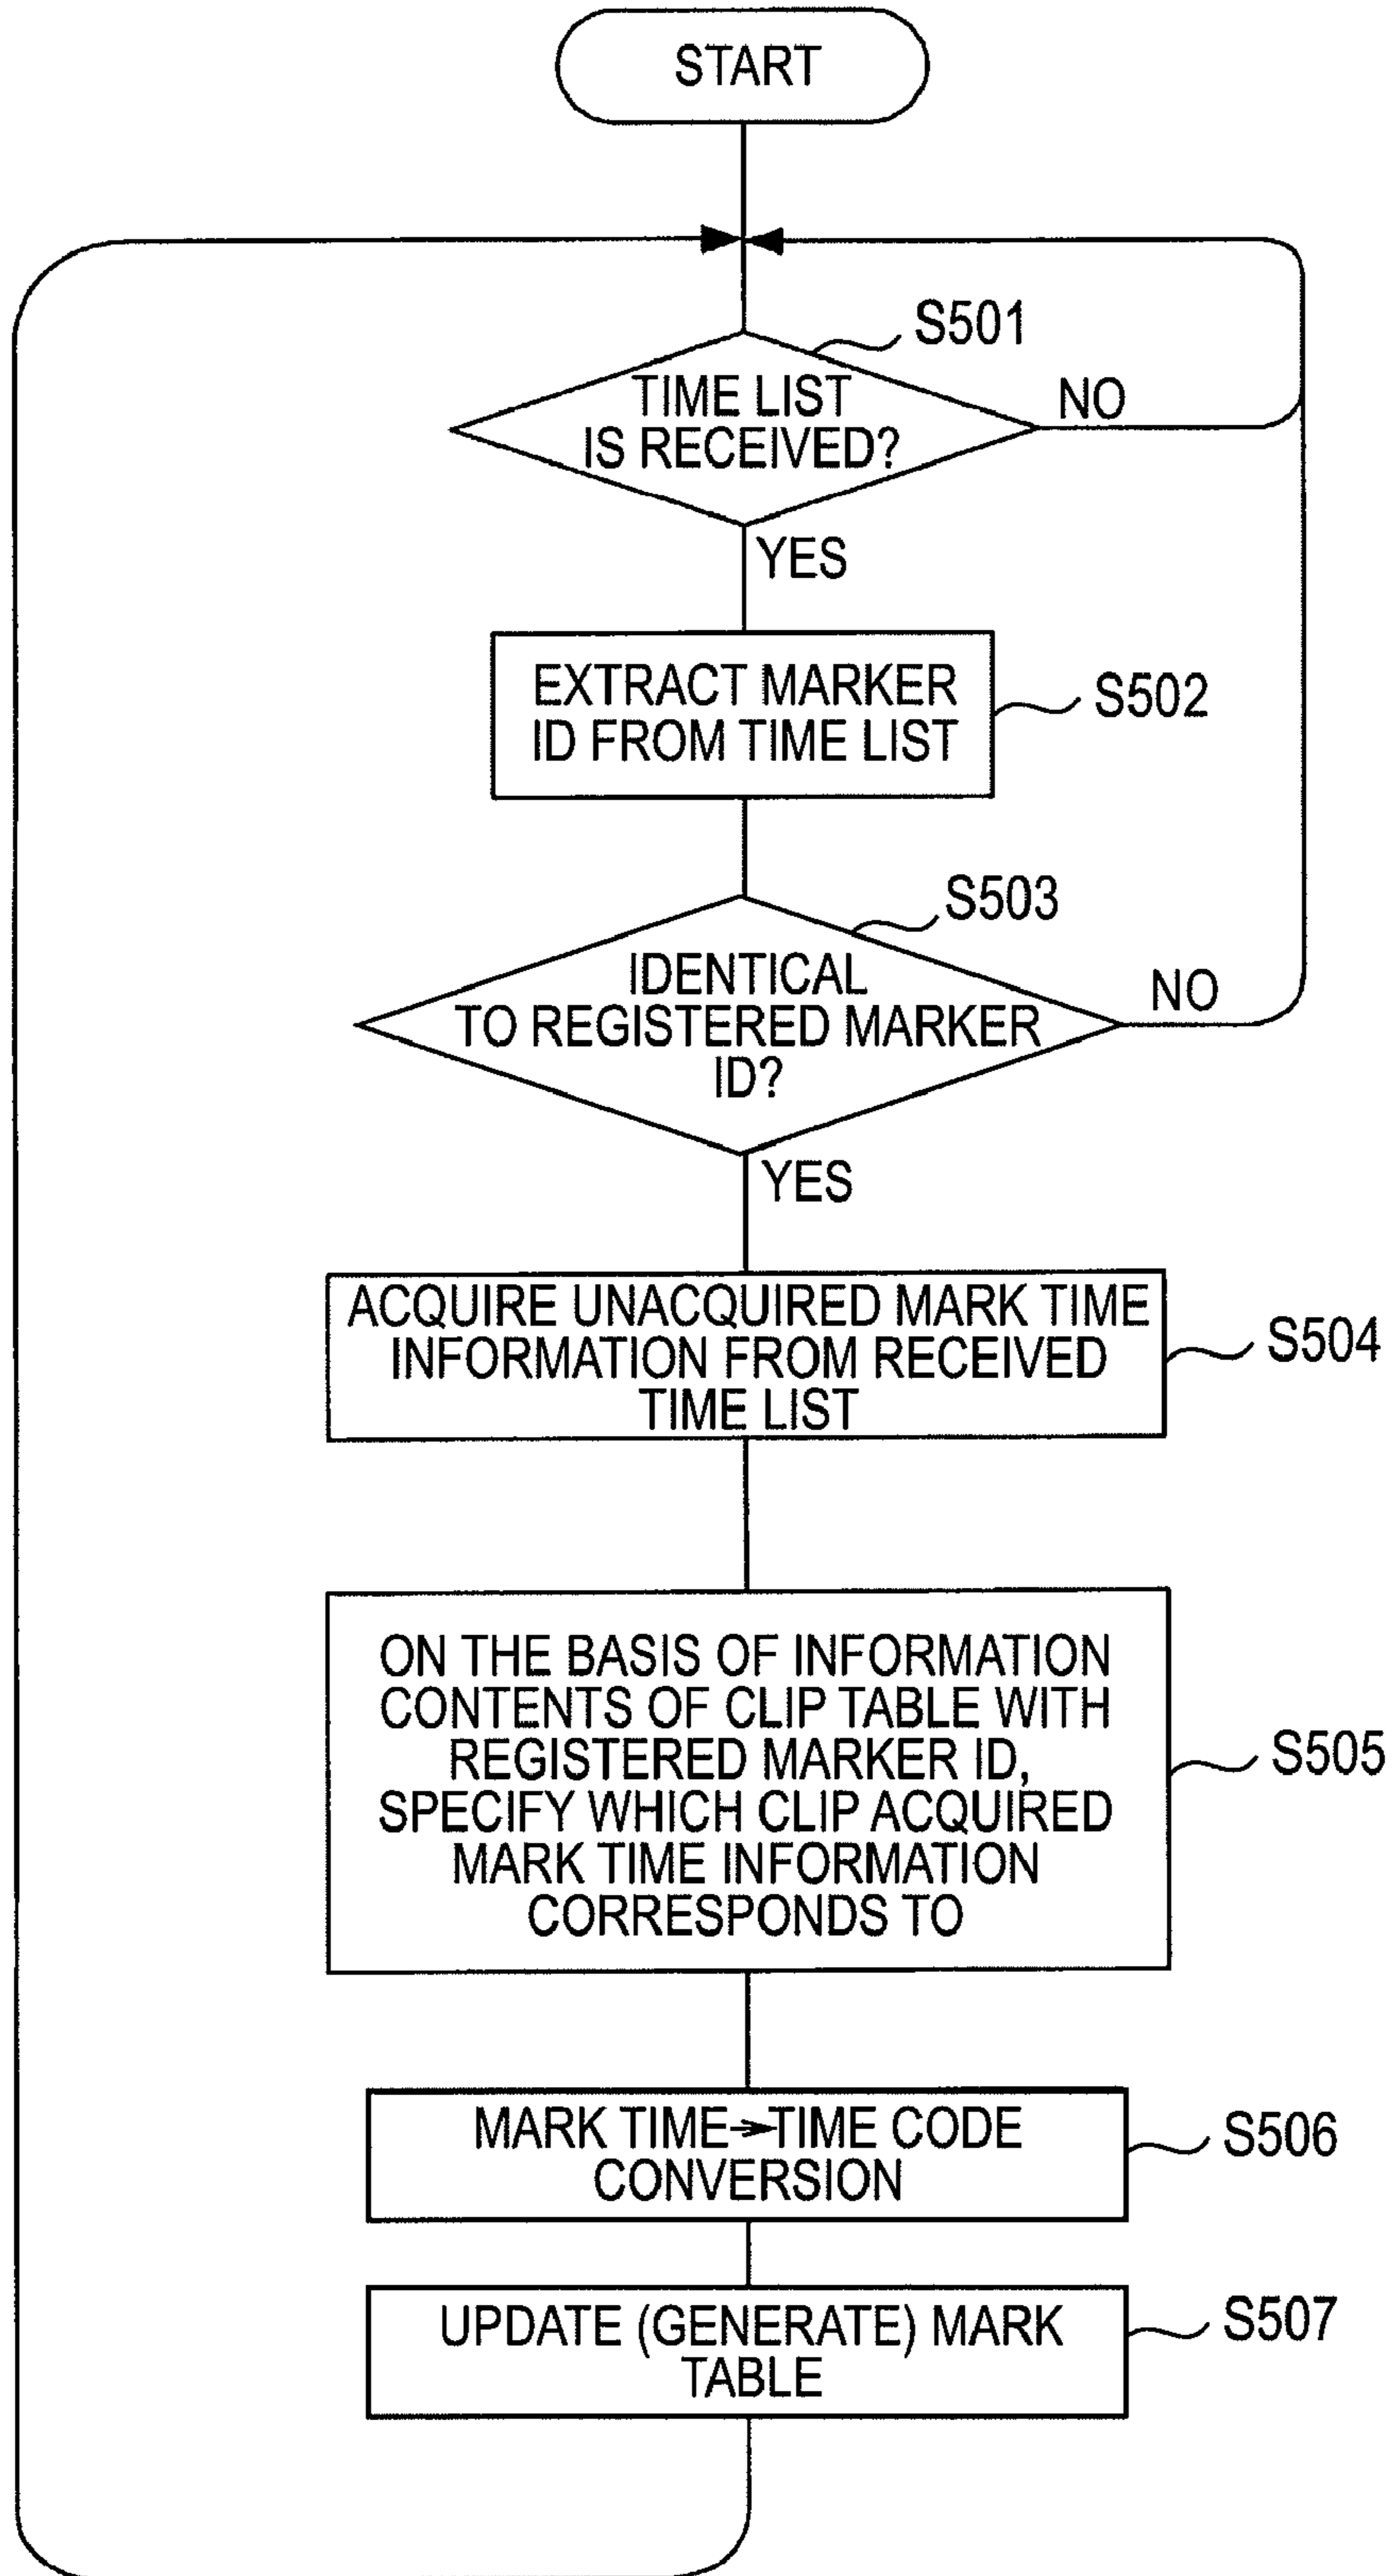 START
S501
TIME LIST
IS RECEIVED?
NO
YES
EXTRACT MARKER
ID FROM TIME LIST
S502
S503
IDENTICAL
TO REGISTERED MARKER
ID?
NO
YES
ACQUIRE UNACQUIRED MARK TIME
INFORMATION FROM RECEIVED
TIME LIST
S504
ON THE BASIS OF INFORMATION
CONTENTS OF CLIP TABLE WITH
REGISTERED MARKER ID,
SPECIFY WHICH CLIP ACQUIRED
MARK TIME INFORMATION
CORRESPONDS TO
S505
MARK TIME→TIME CODE
CONVERSION
S506
UPDATE (GENERATE) MARK
TABLE
S507